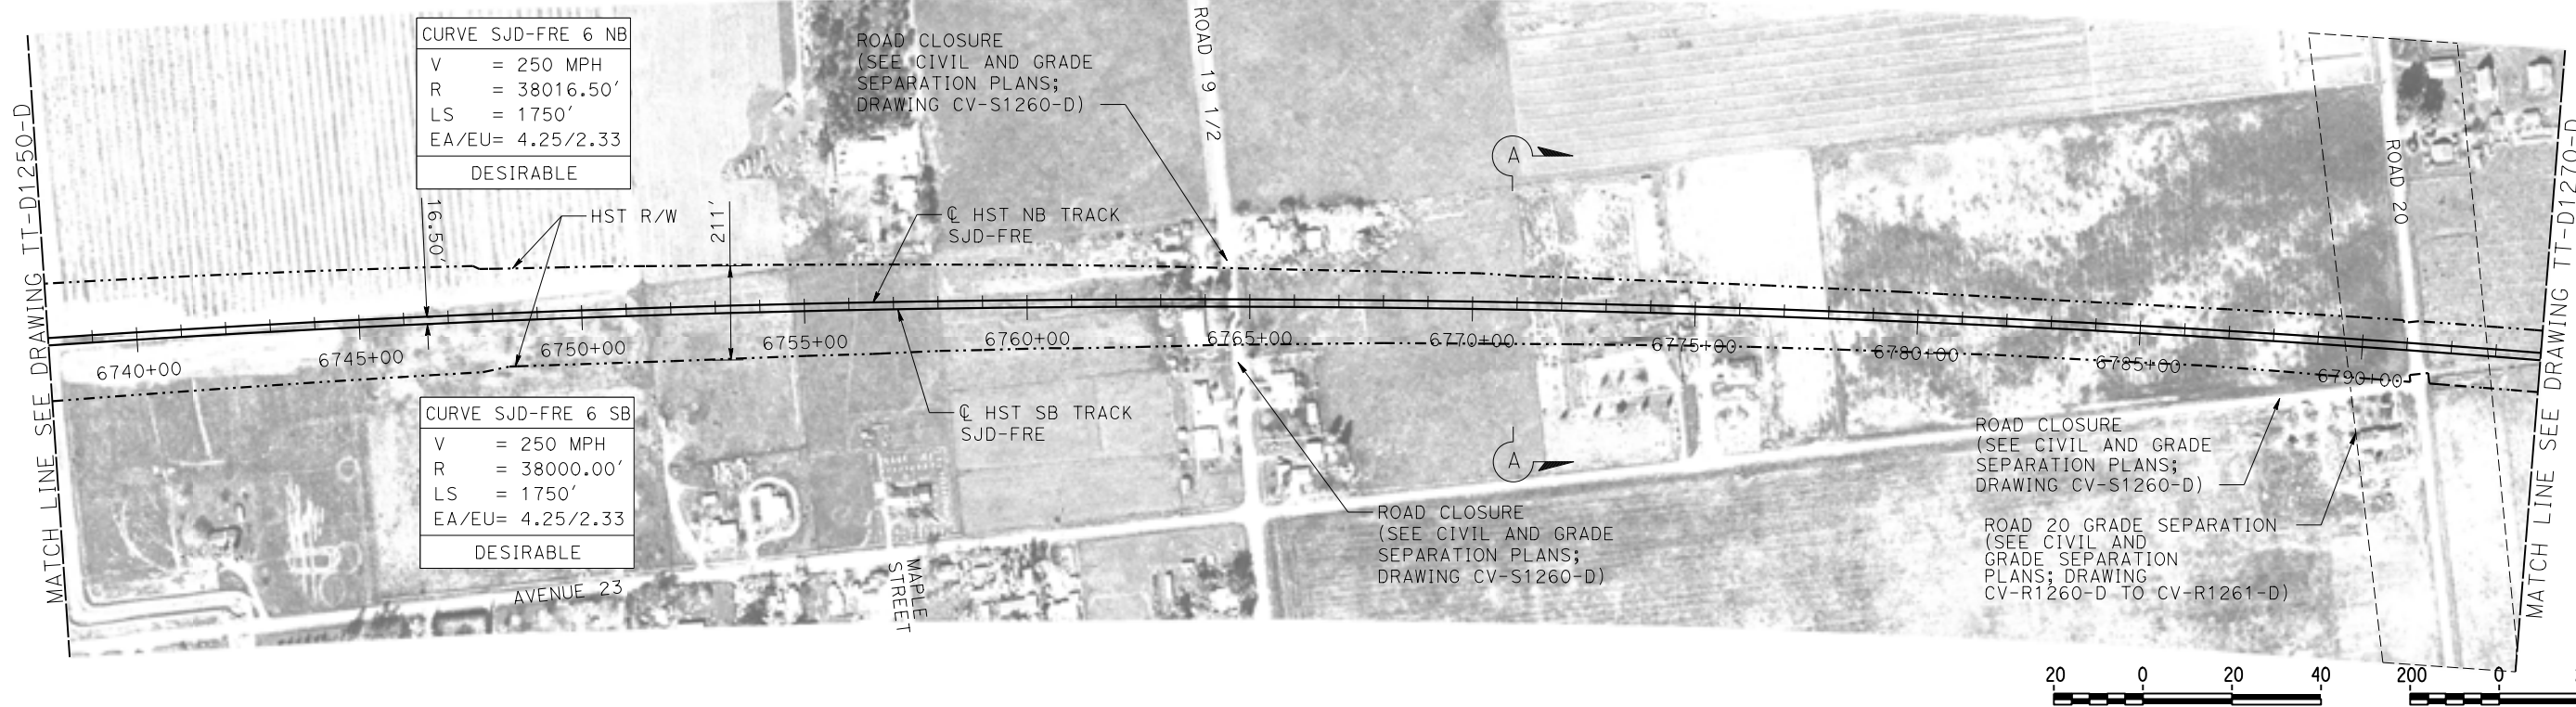 CURVE SJD-FRE 6 NB
V = 250 MPH
R = 38016.50'
LS = 1750'
EA/EU= 4.25/2.33
DESIRABLE
ROAD CLOSURE
(SEE CIVIL AND GRADE
SEPARATION PLANS;
DRAWING CV-S1260-D)
ROAD 19 1/2
A
ROAD 20
MATCH LINE SEE DRAWING TT-D1250-D
MATCH LINE SEE DRAWING TT-D1270-D
16.50'
HST R/W
211'
℄ HST NB TRACK
SJD-FRE
6740+00
6745+00
6750+00
6755+00
6760+00
6765+00
6770+00
6775+00
6780+00
6785+00
6790+00
CURVE SJD-FRE 6 SB
V = 250 MPH
R = 38000.00'
LS = 1750'
EA/EU= 4.25/2.33
DESIRABLE
℄ HST SB TRACK
SJD-FRE
A
ROAD CLOSURE
(SEE CIVIL AND GRADE
SEPARATION PLANS;
DRAWING CV-S1260-D)
ROAD CLOSURE
(SEE CIVIL AND GRADE
SEPARATION PLANS;
DRAWING CV-S1260-D)
ROAD 20 GRADE SEPARATION
(SEE CIVIL AND
GRADE SEPARATION
PLANS; DRAWING
CV-R1260-D TO CV-R1261-D)
AVENUE 23
MAPLE
STREET
20 0 20 40
200 0